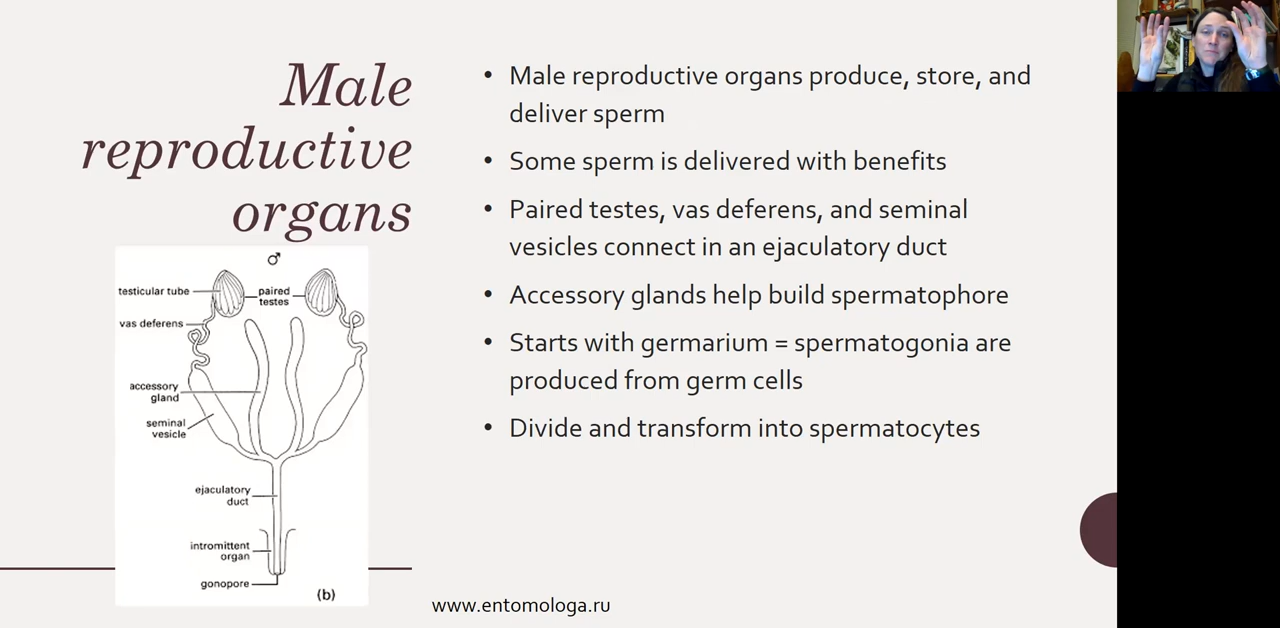 Male
reproductive
organs
• Male reproductive organs produce, store, and
deliver sperm
• Some sperm is delivered with benefits
• Paired testes, vas deferens, and seminal
vesicles connect in an ejaculatory duct
• Accessory glands help build spermatophore
• Starts with germarium = spermatogonia are
produced from germ cells
• Divide and transform into spermatocytes
♂
testicular tube
paired
testes
vas deferens
accessory
gland
seminal
vesicle
ejaculatory
duct
intromittent
organ
gonopore
(b)
www.entomologa.ru